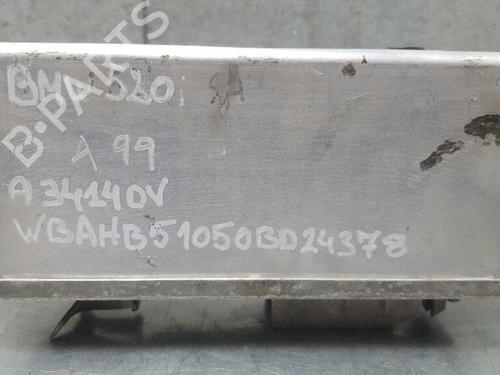 BMW 520i
B-PARTS
A 99
A 34140V
WBAHB51050BD24378